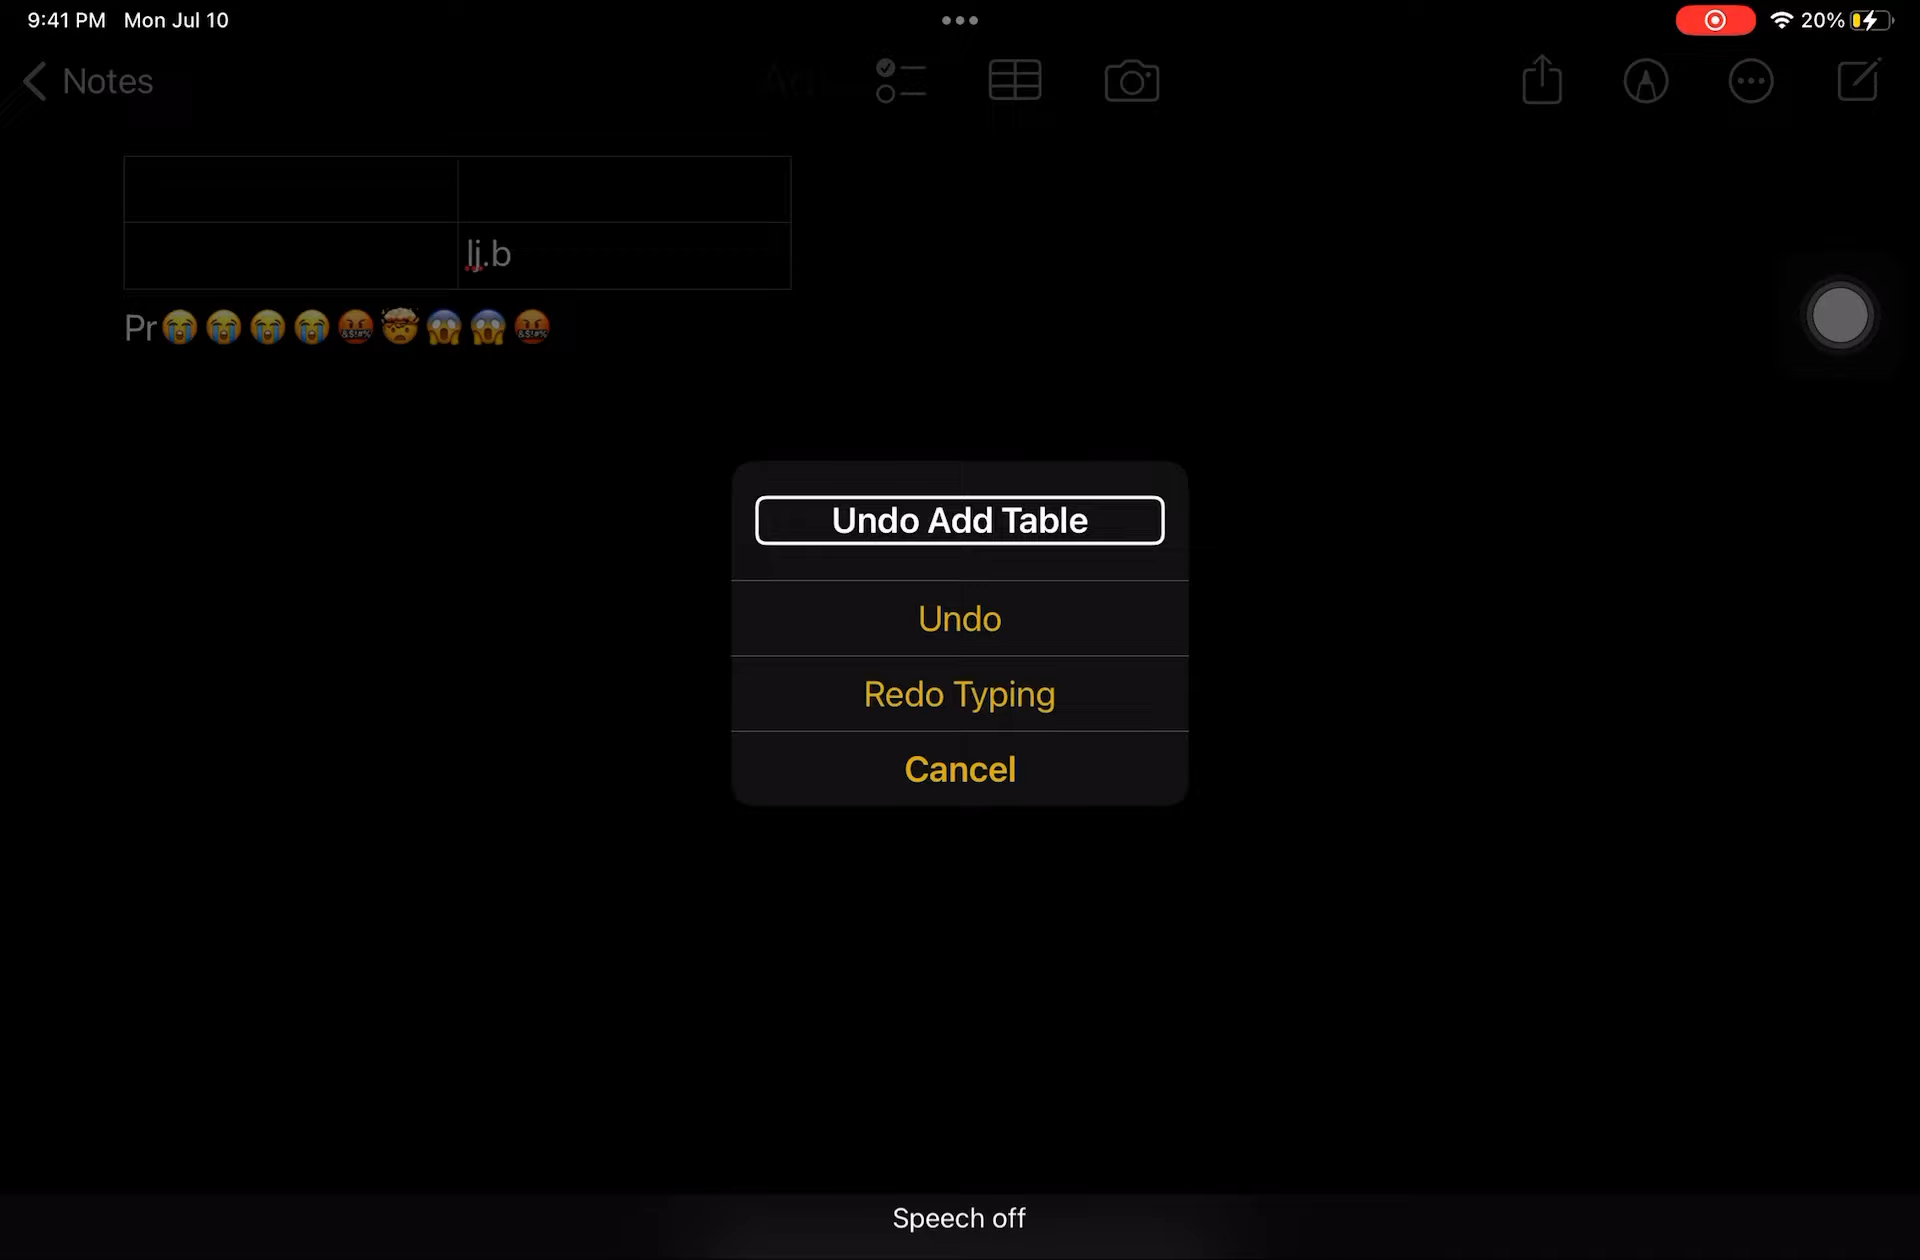 9:41 PM Mon Jul 10
20%
Notes
Aa
lj.b
Pr😭😭😭😭🤬🤯😱😱🤬
Undo Add Table
Undo
Redo Typing
Cancel
Speech off